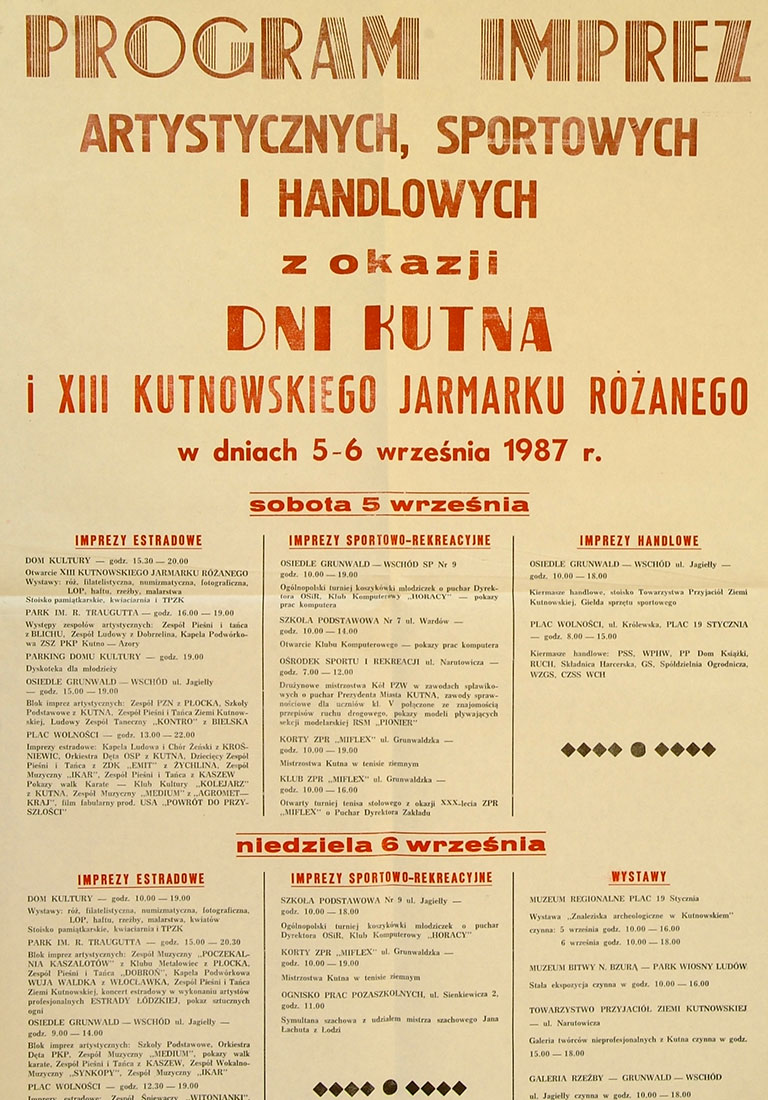 PROGRAM IMPREZ
ARTYSTYCZNYCH, SPORTOWYCH
I HANDLOWYCH
z okazji
DNI KUTNA
i XIII KUTNOWSKIEGO JARMARKU RÓŻANEGO
w dniach 5-6 września 1987 r.
sobota 5 września
IMPREZY ESTRADOWE
DOM KULTURY — godz. 15.30 — 20.00
Otwarcie XIII KUTNOWSKIEGO JARMARKU RÓŻANEGO
Wystawy: róż, filatelistyczna, numizmatyczna, fotograficzna,
LOP, haftu, rzeźby, malarstwa
Stoisko pamiątkarskie, kwiaciarnia i TPZK
PARK IM. R. TRAUGUTTA — godz. 16.00 — 19.00
Występy zespołów artystycznych: Zespół Pieśni i tańca
z BLICHU, Zespół Ludowy z Dobrzelina, Kapela Podwórko-
wa ZSZ PKP Kutno — Azory
PARKING DOMU KULTURY — godz. 19.00
Dyskoteka dla młodzieży
OSIEDLE GRUNWALD — WSCHÓD ul. Jagielły
— godz. 15.00 — 19.00
Blok imprez artystycznych: Zespół PZN z PŁOCKA, Szkoły
Podstawowe z KUTNA, Zespół Pieśni i Tańca Ziemi Kutnow-
skiej, Ludowy Zespół Taneczny „KONTRO" z BIELSKA
PLAC WOLNOŚCI — godz. 13.00 — 22.00
Imprezy estradowe: Kapela Ludowa i Chór Żeński z KROŚ-
NIEWIC, Orkiestra Dęta OSP z KUTNA, Dziecięcy Zespół
Pieśni i Tańca z ZDK „EMIT" z ŻYCHLINA, Zespół
Muzyczny „IKAR", Zespół Pieśni i Tańca z KASZEW
Pokazy walk Karate — Klub Kultury „KOLEJARZ"
z KUTNA, Zespół Muzyczny „MEDIUM" z „AGROMET—
KRAJ", film fabularny prod. USA „POWRÓT DO PRZY-
SZŁOŚCI"
IMPREZY SPORTOWO-REKREACYJNE
OSIEDLE GRUNWALD — WSCHÓD SP Nr 9
godz. 10.00 — 19.00
Ogólnopolski turniej koszykówki młodziczek o puchar Dyrek-
tora OSiR, Klub Komputerowy „HORACY" — pokazy
prac komputera
SZKOŁA PODSTAWOWA Nr 7 ul. Wardów —
godz. 10.00 — 14.00
Otwarcie Klubu Komputerowego — pokazy prac komputera
OŚRODEK SPORTU I REKREACJI ul. Narutowicza —
godz. 7.00 — 12.00
Drużynowe mistrzostwa Kół PZW w zawodach spławiko-
wych o puchar Prezydenta Miasta KUTNA, zawody spraw-
nościowe dla uczniów kl. V połączone ze znajomością
przepisów ruchu drogowego, pokazy modeli pływających
sekcji modelarskiej RSM „PIONIER"
KORTY ZPR „MIFLEX" ul. Grunwaldzka —
godz. 10.00 — 19.00
Mistrzostwa Kutna w tenisie ziemnym
KLUB ZPR „MIFLEX" ul. Grunwaldzka —
godz. 10.00 — 16.00
Otwarty turniej tenisa stołowego z okazji XXX-lecia ZPR
„MIFLEX" o Puchar Dyrektora Zakładu
IMPREZY HANDLOWE
OSIEDLE GRUNWALD — WSCHÓD ul. Jagielły —
— godz. 10.00 — 18.00
Kiermasze handlowe, stoisko Towarzystwa Przyjaciół Ziemi
Kutnowskiej, Giełda sprzętu sportowego
PLAC WOLNOŚCI, ul. Królewska, PLAC 19 STYCZNIA
— godz. 8.00 — 15.00
Kiermasze handlowe: PSS, WPHW, PP Dom Książki,
RUCH, Składnica Harcerska, GS, Spółdzielnia Ogrodnicza,
WZGS, CZSS WCH
niedziela 6 września
IMPREZY ESTRADOWE
DOM KULTURY — godz. 10.00 — 19.00
Wystawy: róż, filatelistyczna, numizmatyczna, fotograficzna,
LOP, haftu, rzeźby, malarstwa, kwiatów
Stoisko pamiątkarskie, kwiaciarnia i TPZK
PARK IM. R. TRAUGUTTA — godz. 15.00 — 20.30
Blok imprez artystycznych: Zespół Muzyczny „POCZEKAL-
NIA KASZALOTÓW" z Klubu Metalowiec z PŁOCKA,
Zespół Pieśni i Tańca „DOBROŃ", Kapela Podwórkowa
WUJA WALDKA z WŁOCŁAWKA, Zespół Pieśni i Tańca
Ziemi Kutnowskiej, koncert estradowy w wykonaniu artystów
profesjonalnych ESTRADY ŁÓDZKIEJ, pokaz sztucznych
ogni
OSIEDLE GRUNWALD — WSCHÓD ul. Jagielły —
godz. 9.00 — 14.00
Blok imprez artystycznych: Szkoły Podstawowe, Orkiestra
Dęta PKP, Zespół Muzyczny „MEDIUM", pokazy walk
karate, Zespół Pieśni i Tańca z KASZEW, Zespół Wokalno-
Muzyczny „SYNKOPY", Zespół Muzyczny „IKAR"
PLAC WOLNOŚCI — godz. 12.30 — 19.00
Imprezy estradowe: Zespół Śpiewaczy „WITONIANKI",
IMPREZY SPORTOWO-REKREACYJNE
SZKOŁA PODSTAWOWA Nr 9 ul. Jagielły —
godz. 10.00 — 18.00
Ogólnopolski turniej koszykówki młodziczek o puchar
Dyrektora OSiR, Klub Komputerowy „HORACY"
KORTY ZPR „MIFLEX" ul. Grunwaldzka —
godz. 10.00 — 19.00
Mistrzostwa Kutna w tenisie ziemnym
OGNISKO PRAC POZASZKOLNYCH, ul. Sienkiewicza 2,
godz. 11.00
Symultana szachowa z udziałem mistrza szachowego Jana
Łachuta z Łodzi
WYSTAWY
MUZEUM REGIONALNE PLAC 19 Stycznia
Wystawa „Znaleziska archeologiczne w Kutnowskiem"
czynna: 5 września godz. 10.00 — 16.00
6 września godz. 10.00 — 18.00
MUZEUM BITWY N. BZURĄ — PARK WIOSNY LUDÓW
Stała ekspozycja czynna w godz. 10.00 — 16.00
TOWARZYSTWO PRZYJACIÓŁ ZIEMI KUTNOWSKIEJ
— ul. Narutowicza
Galeria twórców nieprofesjonalnych z Kutna czynna w godz.
15.00 — 18.00
GALERIA RZEŹBY — GRUNWALD — WSCHÓD
ul. Jagielły czynna w godz. 10.00 — 18.00